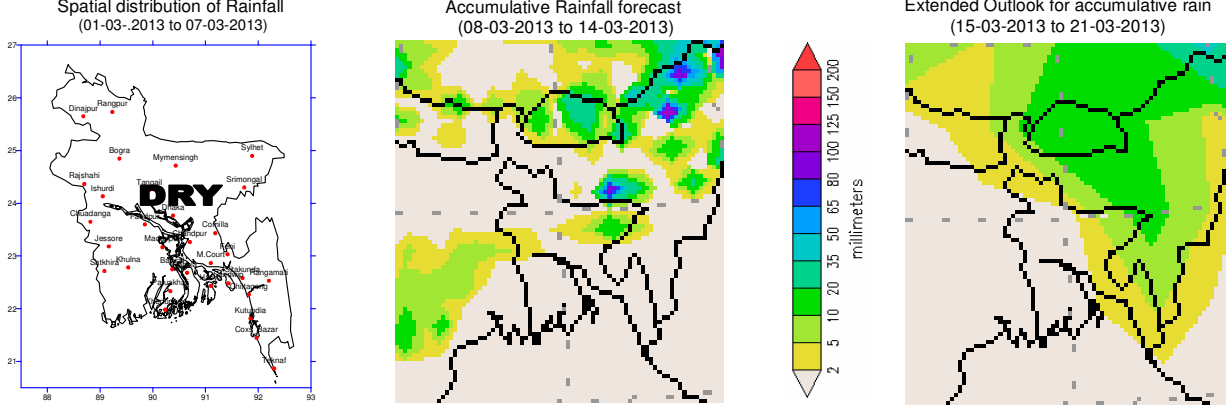 Spatial distribution of Rainfall
(01-03-.2013 to 07-03-2013)
Accumulative Rainfall forecast
(08-03-2013 to 14-03-2013)
Extended Outlook for accumulative rain
(15-03-2013 to 21-03-2013)
27
26
25
24
23
22
21
88
89
90
91
92
93
Dinajpur
Rangpur
Bogra
Mymensingh
Sylhet
Rajshahi
Ishurdi
Tangail
Srimongal
DRY
Dhaka
Chuadanga
Comilla
Jessore
Feni
M.Court
Satkhira
Khulna
Rangamati
Chittagong
Kutubdia
Coxs Bazar
Teknaf
200
150
125
100
80
65
50
35
20
10
5
2
millimeters